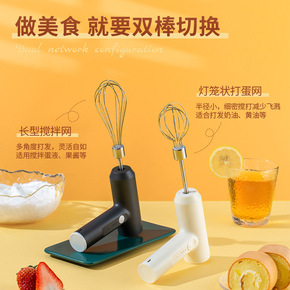 做美食 就要双棒切换
Dual network configuration
灯笼状打蛋网
半径小，细密搅打减少飞溅
适合打发奶油、黄油等
长型搅拌网
多角度打发，灵活自如
适用搅拌蛋液、果酱等